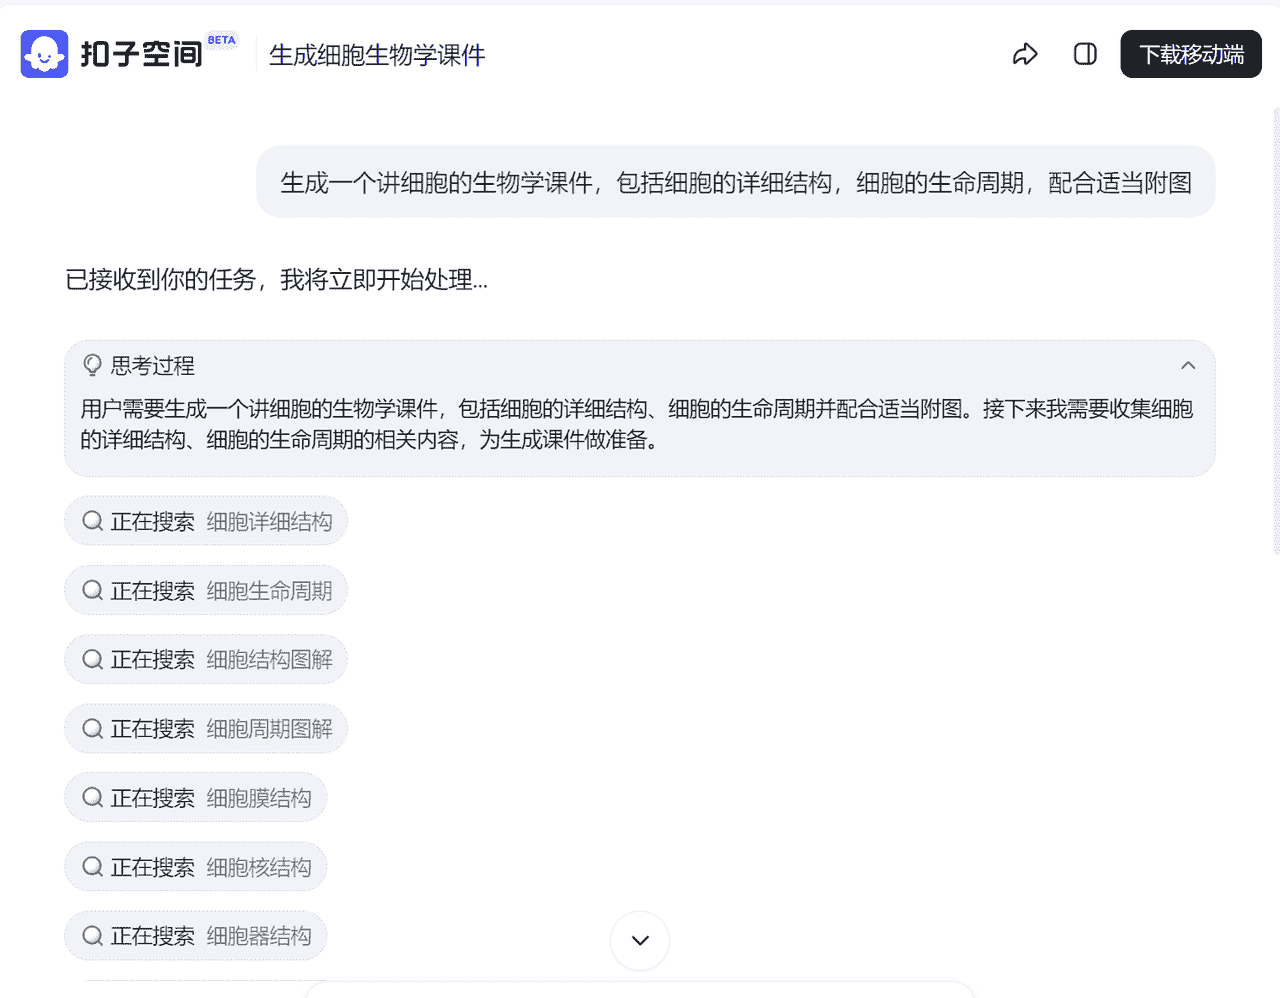 扣子空间 BETA 生成细胞生物学课件 下载移动端
生成一个讲细胞的生物学课件，包括细胞的详细结构，细胞的生命周期，配合适当附图
已接收到你的任务，我将立即开始处理...
思考过程
用户需要生成一个讲细胞的生物学课件，包括细胞的详细结构、细胞的生命周期并配合适当附图。接下来我需要收集细胞
的详细结构、细胞的生命周期的相关内容，为生成课件做准备。
正在搜索 细胞详细结构
正在搜索 细胞生命周期
正在搜索 细胞结构图解
正在搜索 细胞周期图解
正在搜索 细胞膜结构
正在搜索 细胞核结构
正在搜索 细胞器结构